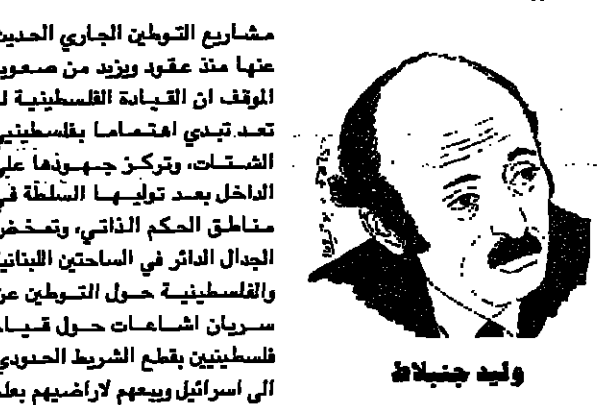 مشاريع التوطين الجاري الحديث
عنها منذ عقود ويزيد من صعوبة
الموقف ان القيادة الفلسطينية
تعد تبدي اهتماما بفلسطينيي
الشتات، وتركز جهودها على
الداخل بعد توليها السلطة في
مناطق الحكم الذاتي، وتمخض
الجدال الدائر في الساحتين اللبنانية
والفلسطينية حول التوطين عن
سريان اشاعات حول
فلسطينيين بقطع الشريط الحدودي
الى اسرائيل وبيعهم لاراضيهم
وليد جنبلاط